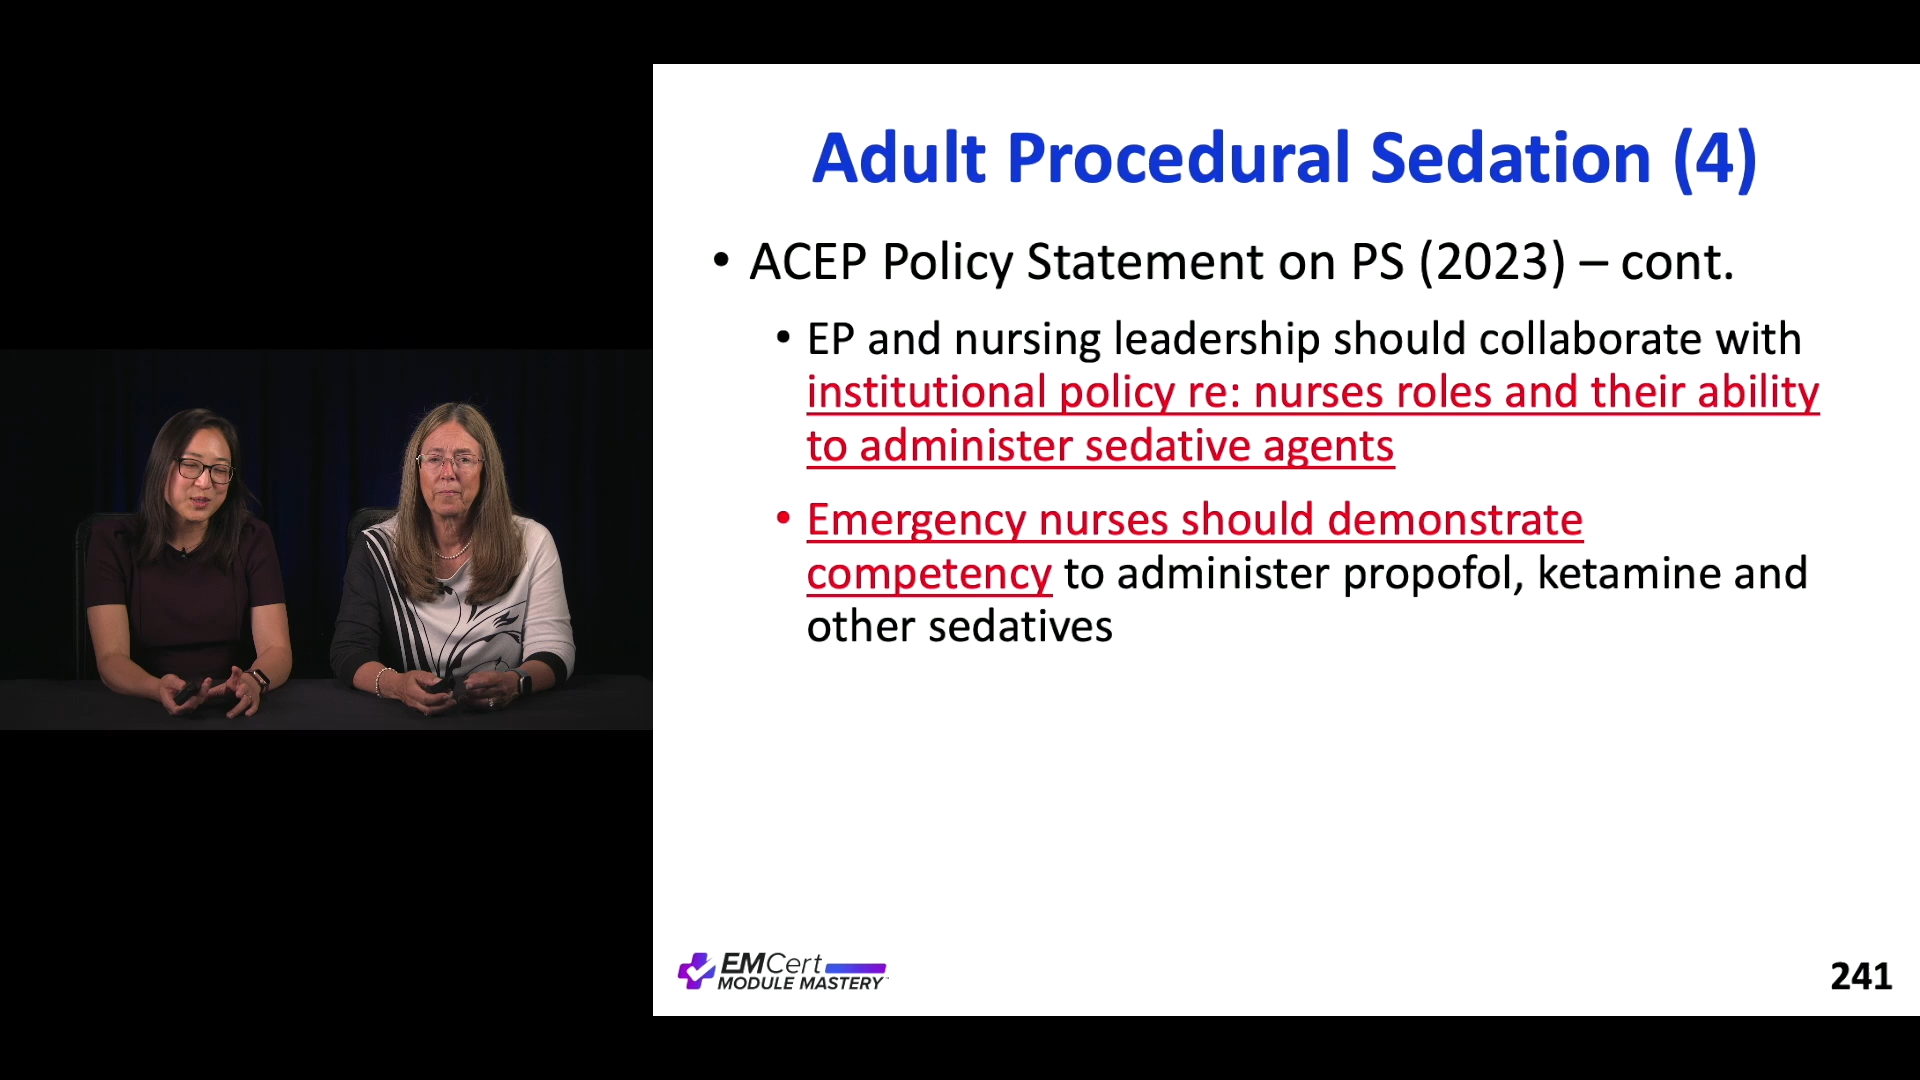 Adult Procedural Sedation (4)
• ACEP Policy Statement on PS (2023) – cont.
• EP and nursing leadership should collaborate with
institutional policy re: nurses roles and their ability
to administer sedative agents
• Emergency nurses should demonstrate
competency to administer propofol, ketamine and
other sedatives
EMCert
MODULE MASTERY
241